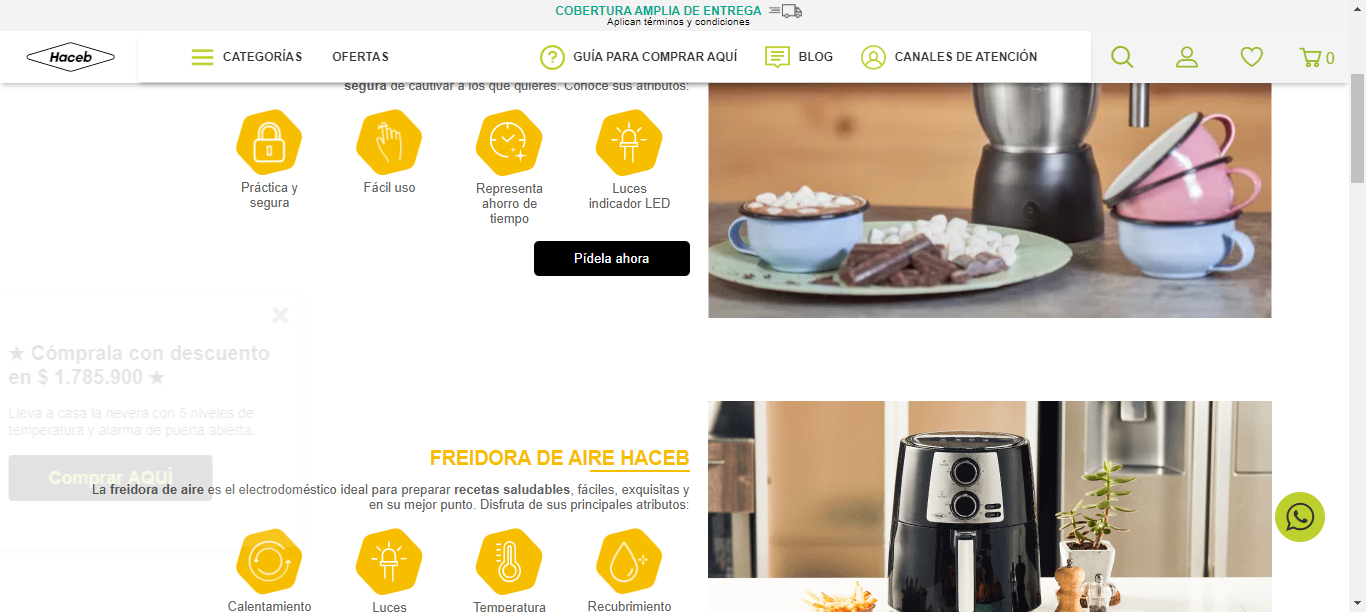 COBERTURA AMPLIA DE ENTREGA
Aplican términos y condiciones
Haceb
CATEGORÍAS
OFERTAS
GUÍA PARA COMPRAR AQUÍ
BLOG
CANALES DE ATENCIÓN
0
segura de cautivar a los que quieres. Conoce sus atributos:
Práctica y
segura
Fácil uso
Representa
ahorro de
tiempo
Luces
indicador LED
Pídela ahora
★ Cómprala con descuento
en $ 1.785.900 ★
Lleva a casa la nevera con 5 niveles de
temperatura y alarma de puerta abierta
Comprar AQUÍ
FREIDORA DE AIRE HACEB
La freidora de aire es el electrodoméstico ideal para preparar recetas saludables, fáciles, exquisitas y
en su mejor punto. Disfruta de sus principales atributos:
Calentamiento
Luces
Temperatura
Recubrimiento